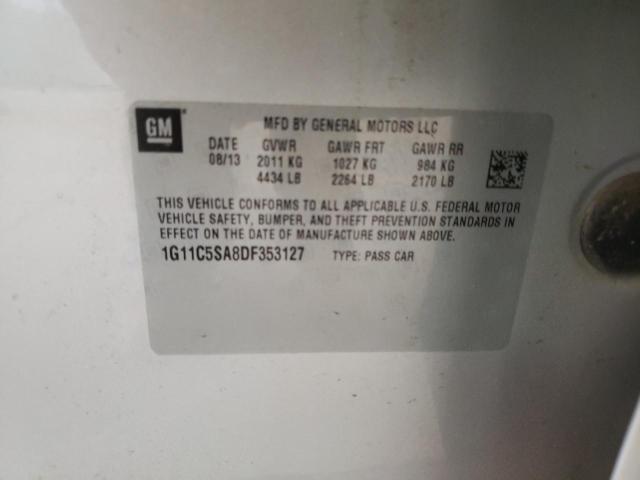 GM
MFD BY GENERAL MOTORS LLC
DATE GVWR GAWR FRT GAWR RR
08/13 2011 KG 1027 KG 984 KG
4434 LB 2264 LB 2170 LB
THIS VEHICLE CONFORMS TO ALL APPLICABLE U.S. FEDERAL MOTOR
VEHICLE SAFETY, BUMPER, AND THEFT PREVENTION STANDARDS IN
EFFECT ON THE DATE OF MANUFACTURE SHOWN ABOVE.
1G11C5SA8DF353127 TYPE: PASS CAR